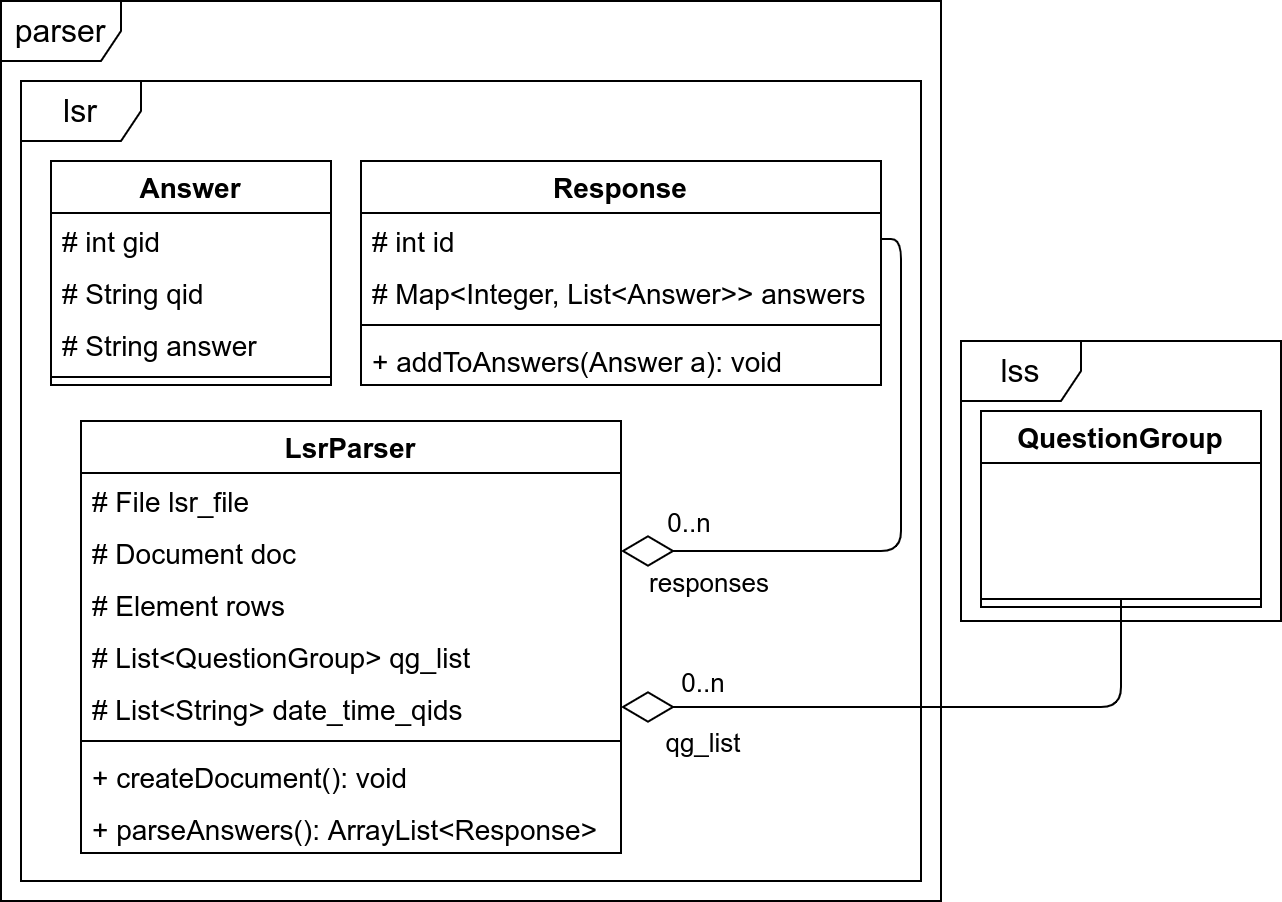 parser
lsr
Answer
# int gid
# String qid
# String answer
Response
# int id
# Map<Integer, List<Answer>> answers
+ addToAnswers(Answer a): void
LsrParser
# File lsr_file
# Document doc
# Element rows
# List<QuestionGroup> qg_list
# List<String> date_time_qids
+ createDocument(): void
+ parseAnswers(): ArrayList<Response>
0..n
responses
0..n
qg_list
lss
QuestionGroup